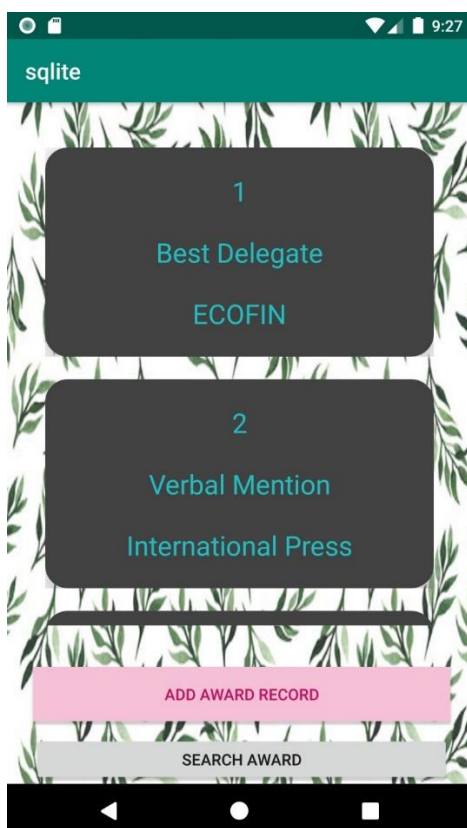 9:27
sqlite
1
Best Delegate
ECOFIN
2
Verbal Mention
International Press
ADD AWARD RECORD
SEARCH AWARD